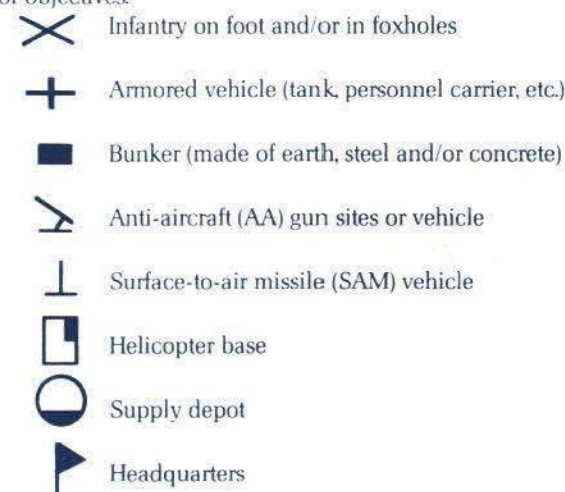 of objectives.
Infantry on foot and/or in foxholes
Armored vehicle (tank, personnel carrier, etc.)
Bunker (made of earth, steel and/or concrete)
Anti-aircraft (AA) gun sites or vehicle
Surface-to-air missile (SAM) vehicle
Helicopter base
Supply depot
Headquarters